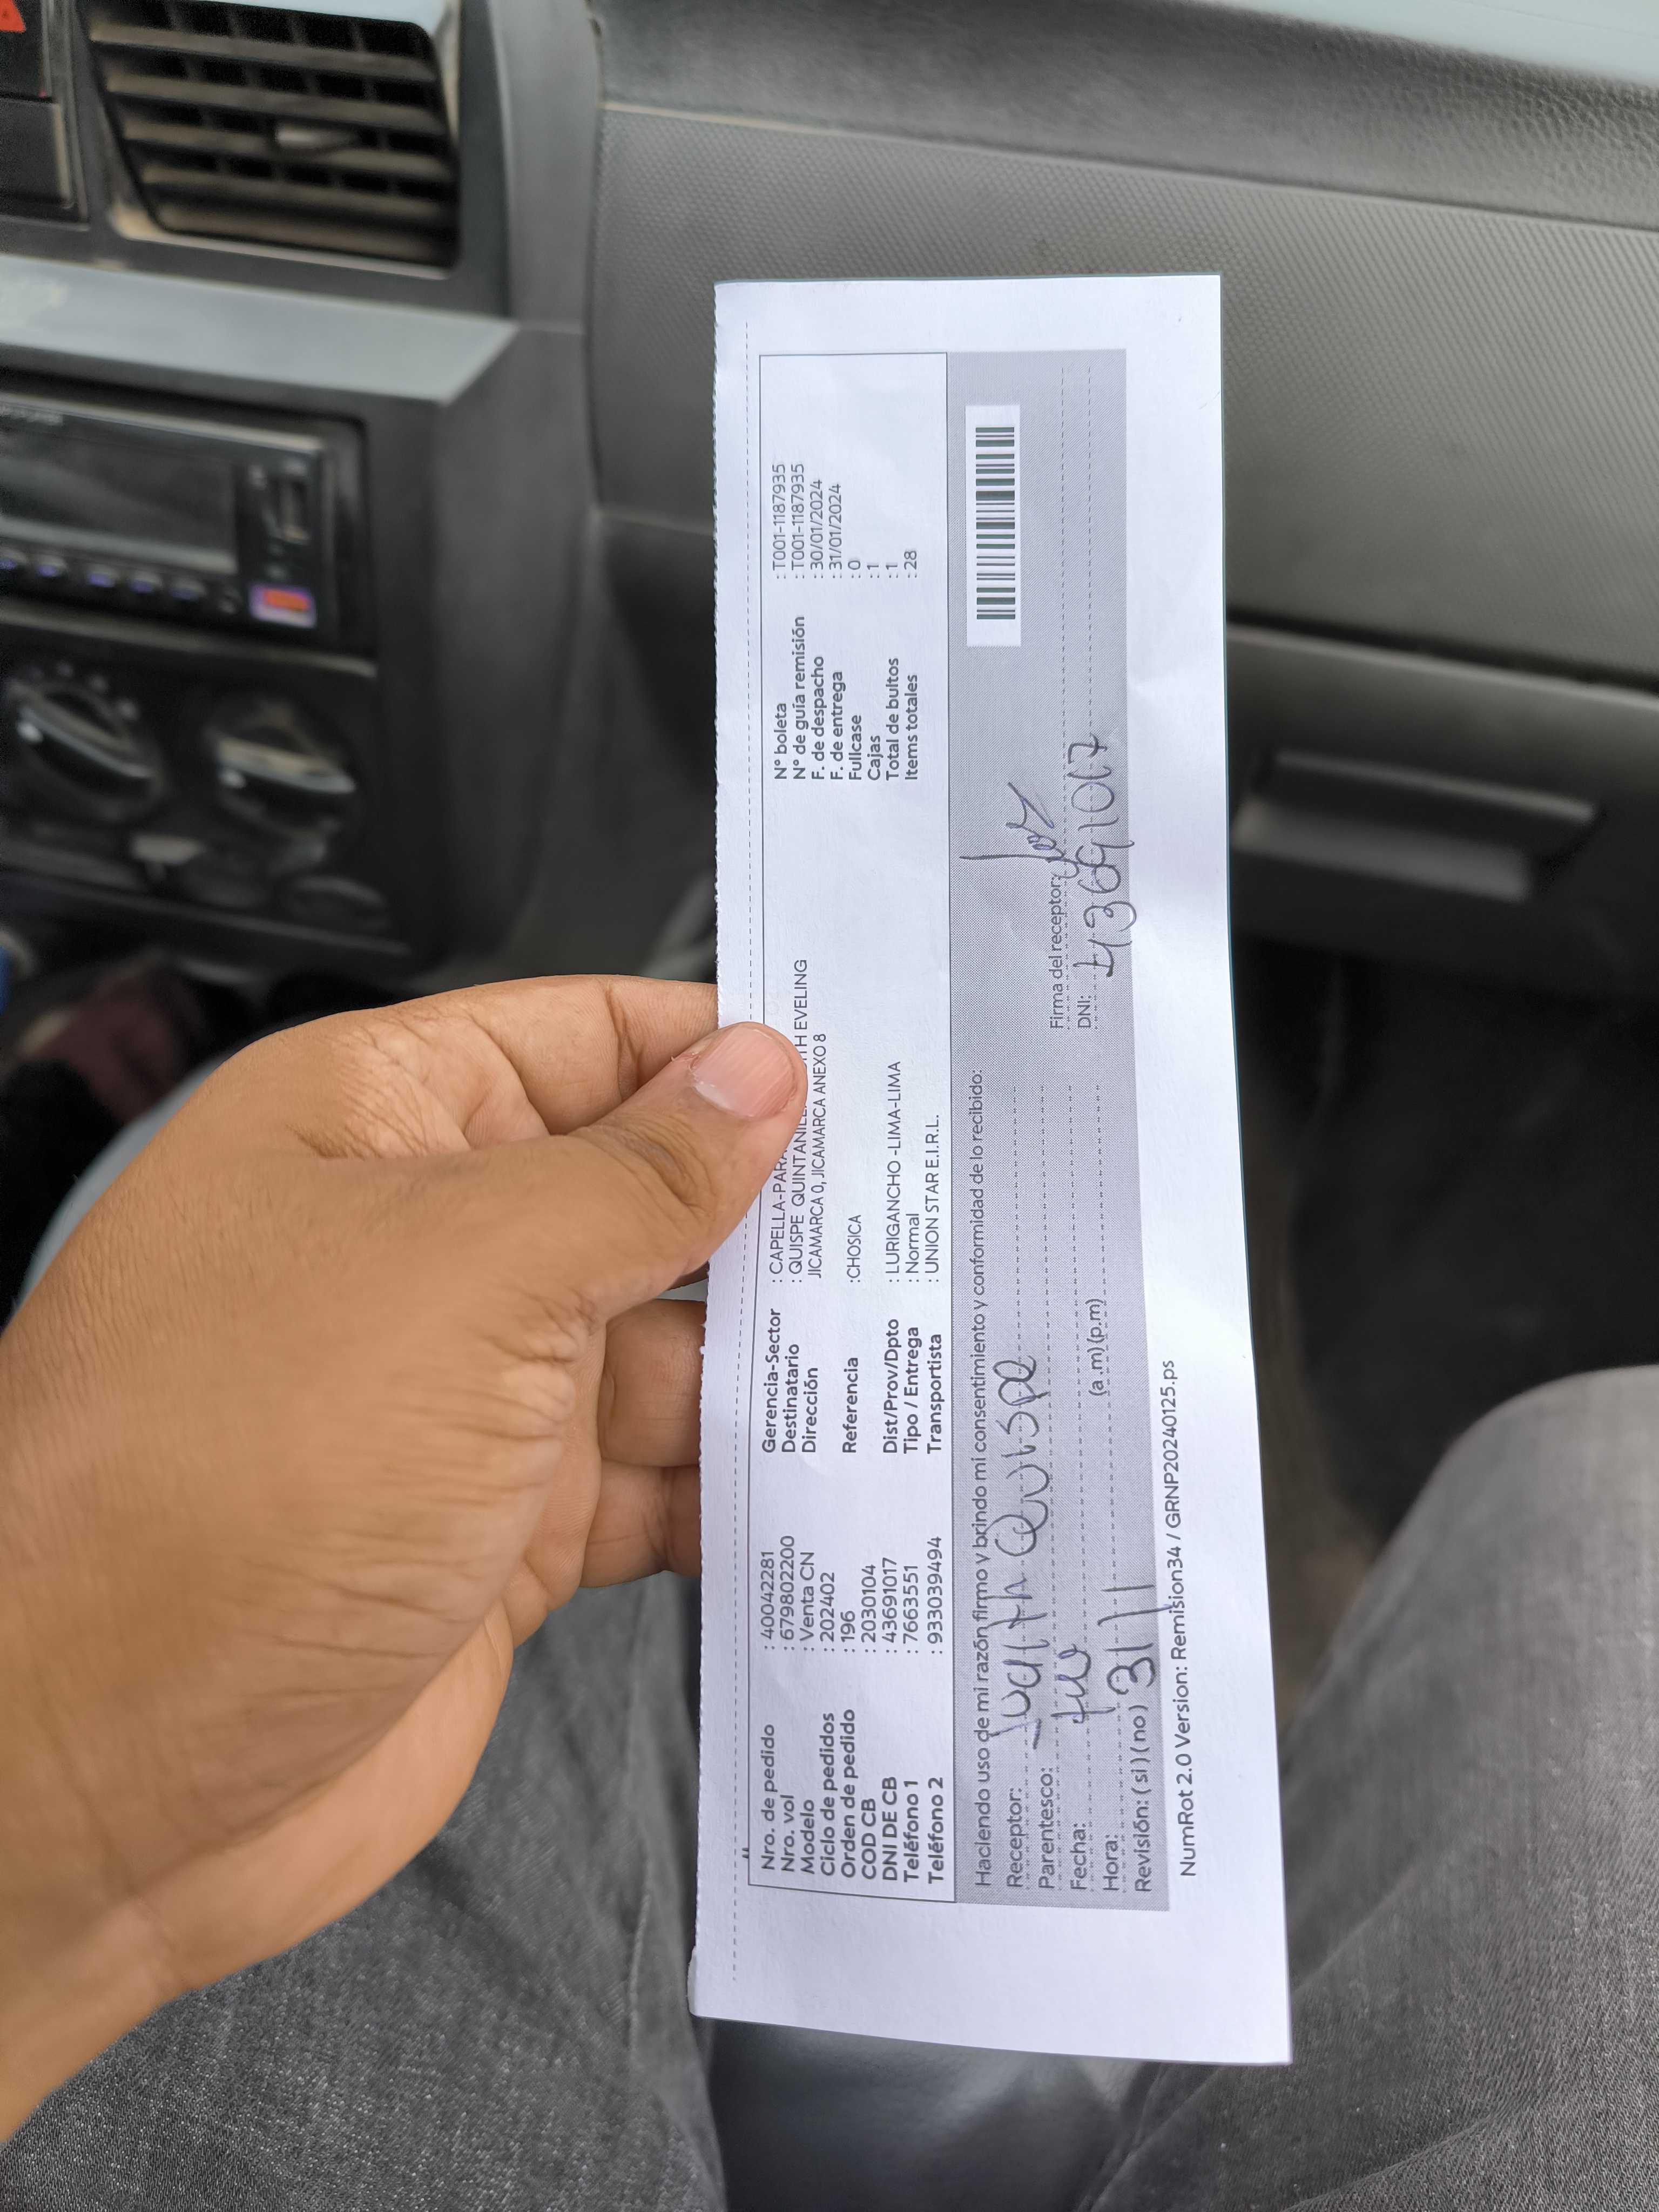 Nro. de pedido : 40042281 Gerencia-Sector : CAPELLA-PAR N° boleta : T001-1187935
Nro. vol : 679802200 Destinatario : QUISPE QUINTANIL TH EVELING N° de guía remisión : T001-1187935
Modelo : Venta CN Dirección JICAMARCA 0, JICAMARCA ANEXO 8 F. de despacho : 30/01/2024
Ciclo de pedidos : 202402 F. de entrega : 31/01/2024
Orden de pedido : 196 Referencia :CHOSICA Fullcase : 0
COD CB : 2030104 Cajas : 1
DNI DE CB : 43691017 Dist/Prov/Dpto : LURIGANCHO -LIMA-LIMA Total de bultos : 1
Teléfono 1 : 7663551 Tipo / Entrega : Normal Items totales : 28
Teléfono 2 : 933039494 Transportista : UNION STAR E.I.R.L.
Haciendo uso de mi razón firmo y brindo mi consentimiento y conformidad de lo recibido:
Receptor: Quispe
Parentesco: Firma del receptor:
Fecha: DNI: 43691017
Hora: (a.m) (p.m)
Revisión: ( si ) ( no ) 31
NumRot 2.0 Version: Remision34 / GRNP20240125.ps